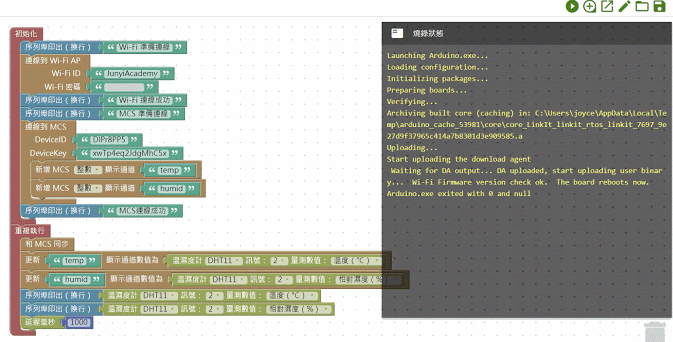 初始化
序列埠印出（換行） “ Wi-Fi 準備連線 ”
連線到 Wi-Fi AP
Wi-Fi ID “ JunyiAcademy ”
Wi-Fi 密碼 “ ”
序列埠印出（換行） “ Wi-Fi 連線成功 ”
序列埠印出（換行） “ MCS 準備連線 ”
連線到 MCS
DeviceID “ DIPr8PP5 ”
DeviceKey “ xwTp4eq2JdgMhC5x ”
新增 MCS 整數 顯示通道 “ temp ”
新增 MCS 整數 顯示通道 “ humid ”
序列埠印出（換行） “ MCS連線成功 ”
重複執行
和 MCS 同步
更新 “ temp ” 顯示通道數值為 溫濕度計 DHT11 訊號： 2 量測數值： 溫度（°C）
更新 “ humid ” 顯示通道數值為 溫濕度計 DHT11 訊號： 2 量測數值： 相對濕度（%）
序列埠印出（換行） 溫濕度計 DHT11 訊號： 2 量測數值： 溫度（°C）
序列埠印出（換行） 溫濕度計 DHT11 訊號： 2 量測數值： 相對濕度（%）
延遲毫秒 1000
燒錄狀態
Launching Arduino.exe...
Loading configuration...
Initializing packages...
Preparing boards...
Verifying...
Archiving built core (caching) in: C:\Users\joyce\AppData\Local\Te
mp\arduino_cache_53981\core\core_LinkIt_linkit_rtos_linkit_7697_9e
27d9f37965c414a7b8301d3e909585.a
Uploading...
Start uploading the download agent
Waiting for DA output... DA uploaded, start uploading user binar
y... Wi-Fi Firmware version check ok. The board reboots now.
Arduino.exe exited with 0 and null